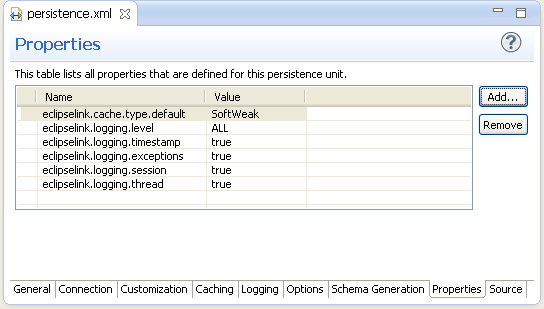 persistence.xml
Properties
This table lists all properties that are defined for this persistence unit.
Name Value
eclipselink.cache.type.default SoftWeak
eclipselink.logging.level ALL
eclipselink.logging.timestamp true
eclipselink.logging.exceptions true
eclipselink.logging.session true
eclipselink.logging.thread true
Add...
Remove
General Connection Customization Caching Logging Options Schema Generation Properties Source